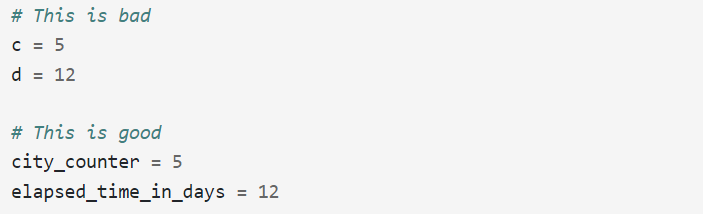 # This is bad
c = 5
d = 12
# This is good
city_counter = 5
elapsed_time_in_days = 12